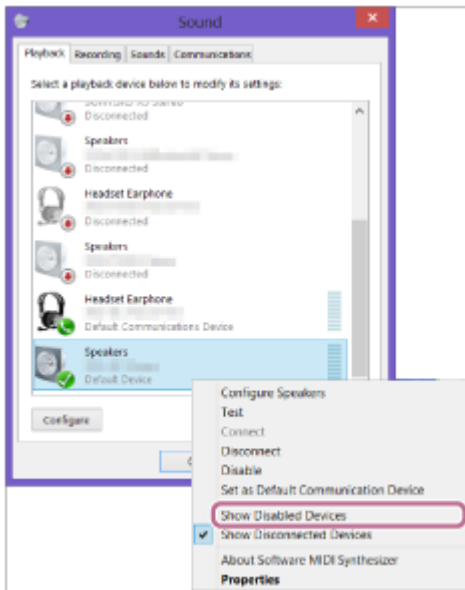 Sound
Playback Recording Sounds Communications
Select a playback device below to modify its settings:
Disconnected
Speakers
Disconnected
Headset Earphone
Disconnected
Speakers
Disconnected
Headset Earphone
Default Communications Device
Speakers
Default Device
Configure
Configure Speakers
Test
Connect
Disconnect
Disable
Set as Default Communication Device
Show Disabled Devices
Show Disconnected Devices
About Software MIDI Synthesizer
Properties